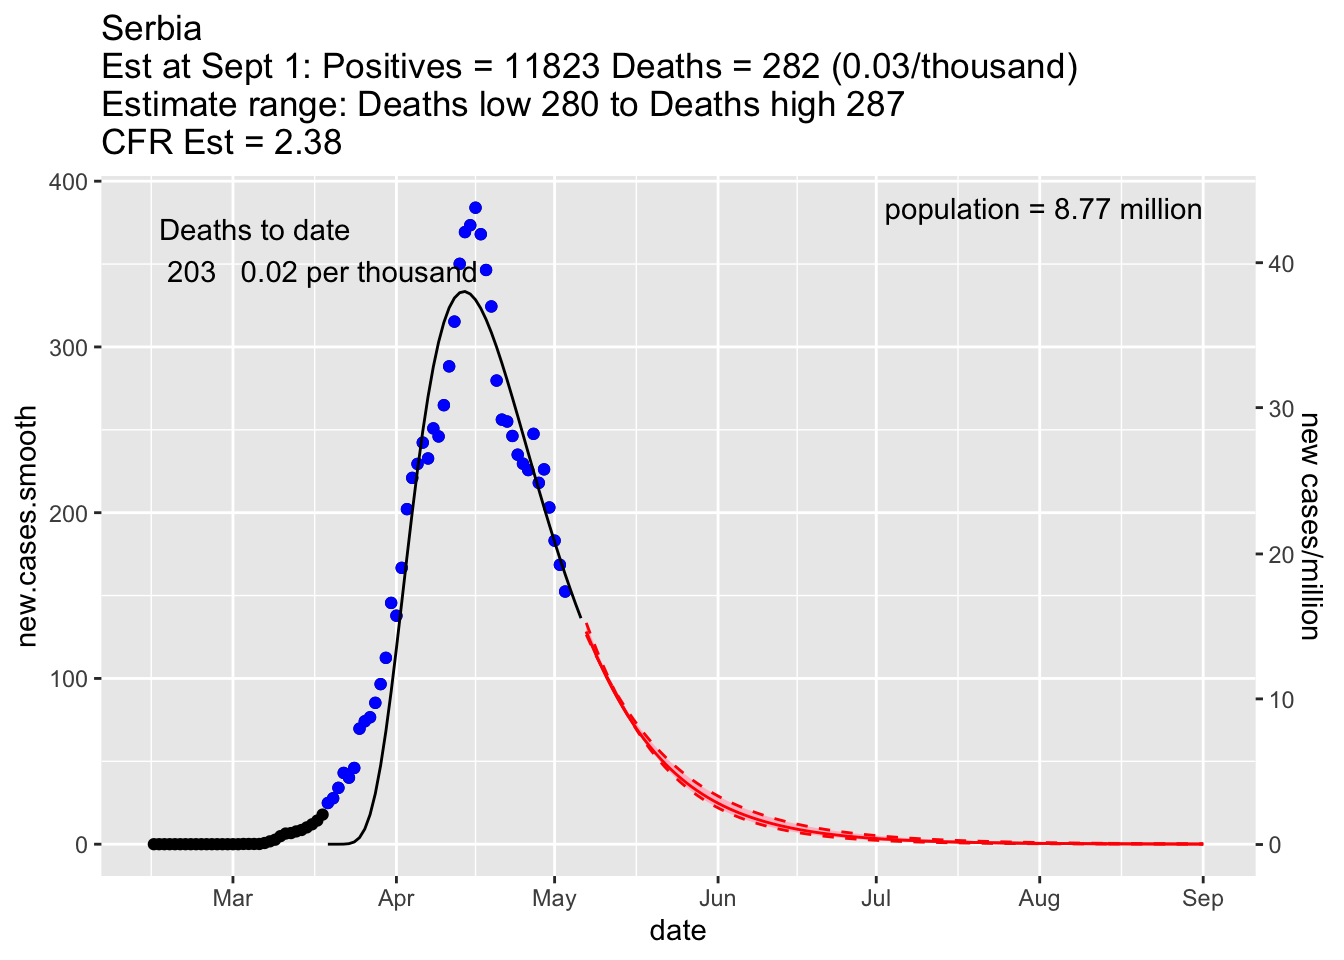 Serbia
Est at Sept 1: Positives = 11823 Deaths = 282 (0.03/thousand)
Estimate range: Deaths low 280 to Deaths high 287
CFR Est = 2.38
400
300
200
100
0
new.cases.smooth
Deaths to date
203 0.02 per thousand
population = 8.77 million
40
30
20
10
0
new cases/million
Mar Apr May Jun Jul Aug Sep
date